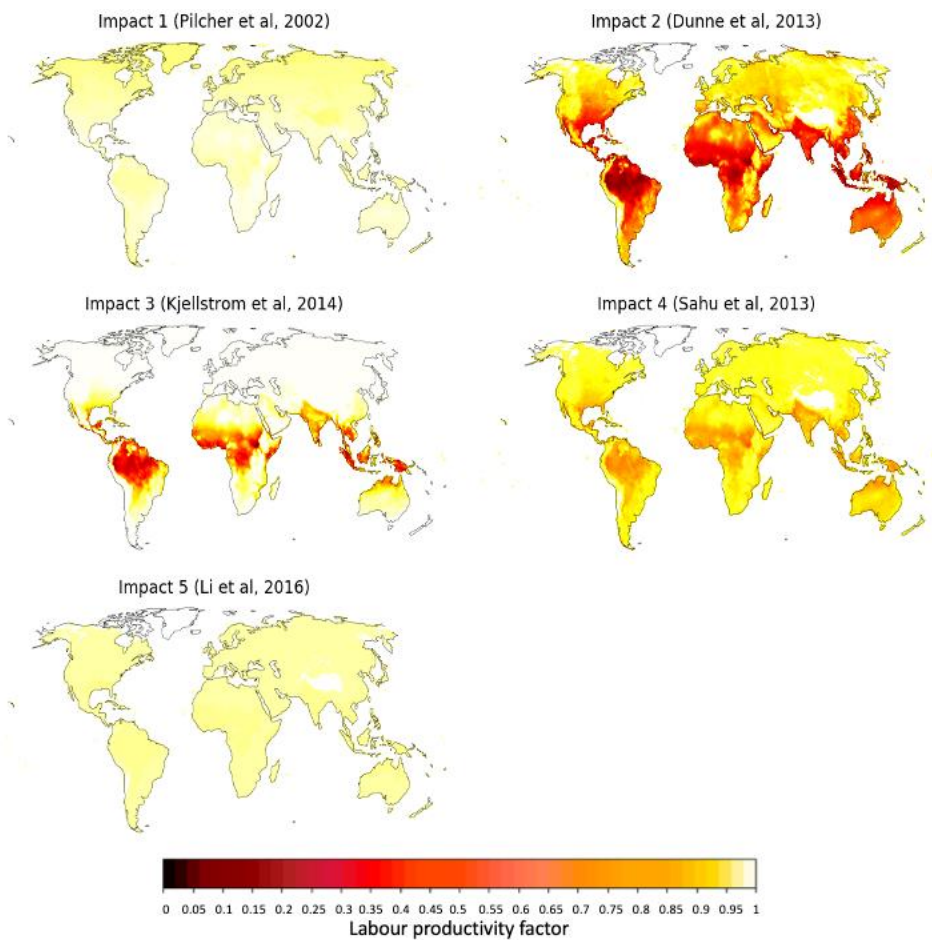 Impact 1 (Pilcher et al, 2002)
Impact 2 (Dunne et al, 2013)
Impact 3 (Kjellstrom et al, 2014)
Impact 4 (Sahu et al, 2013)
Impact 5 (Li et al, 2016)
0 0.05 0.1 0.15 0.2 0.25 0.3 0.35 0.4 0.45 0.5 0.55 0.6 0.65 0.7 0.75 0.8 0.85 0.9 0.95 1
Labour productivity factor